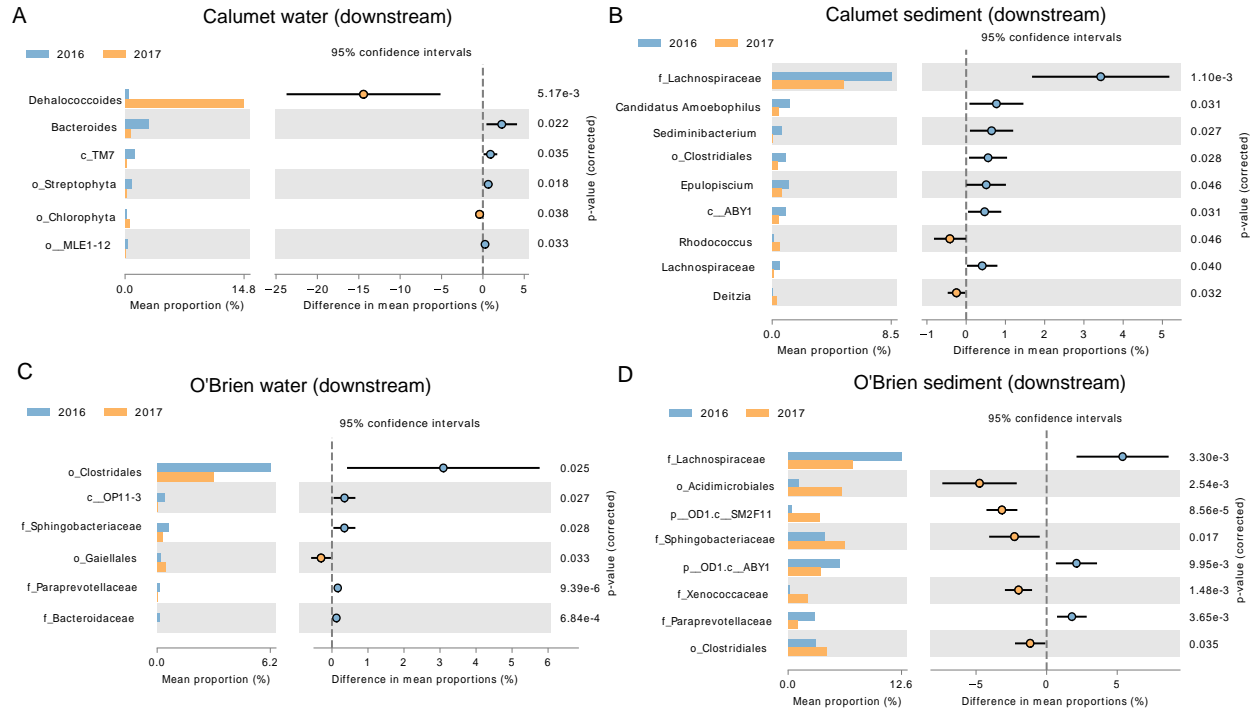 A
Calumet water (downstream)
2016
2017
95% confidence intervals
Dehalococcoides
5.17e-3
Bacteroides
0.022
c_TM7
0.035
o_Streptophyta
0.018
o_Chlorophyta
0.038
o__MLE1-12
0.033
p-value (corrected)
0.0
14.8
−25
−20
−15
−10
−5
0
5
Mean proportion (%)
Difference in mean proportions (%)
B
Calumet sediment (downstream)
2016
2017
95% confidence intervals
f_Lachnospiraceae
1.10e-3
Candidatus Amoebophilus
0.031
Sediminibacterium
0.027
o_Clostridiales
0.028
Epulopiscium
0.046
c__ABY1
0.031
Rhodococcus
0.046
Lachnospiraceae
0.040
Deitzia
0.032
p-value (corrected)
0.0
8.5
−1
0
1
2
3
4
5
Mean proportion (%)
Difference in mean proportions (%)
C
O'Brien water (downstream)
2016
2017
95% confidence intervals
o_Clostridales
0.025
c__OP11-3
0.027
f_Sphingobacteriaceae
0.028
o_Gaiellales
0.033
f_Paraprevotellaceae
9.39e-6
f_Bacteroidaceae
6.84e-4
p-value (corrected)
0.0
6.2
0
1
2
3
4
5
6
Mean proportion (%)
Difference in mean proportions (%)
D
O'Brien sediment (downstream)
2016
2017
95% confidence intervals
f_Lachnospiraceae
3.30e-3
o_Acidimicrobiales
2.54e-3
p__OD1.c__SM2F11
8.56e-5
f_Sphingobacteriaceae
0.017
p__OD1.c__ABY1
9.95e-3
f_Xenococcaceae
1.48e-3
f_Paraprevotellaceae
3.65e-3
o_Clostridiales
0.035
p-value (corrected)
0.0
12.6
−5
0
5
Mean proportion (%)
Difference in mean proportions (%)